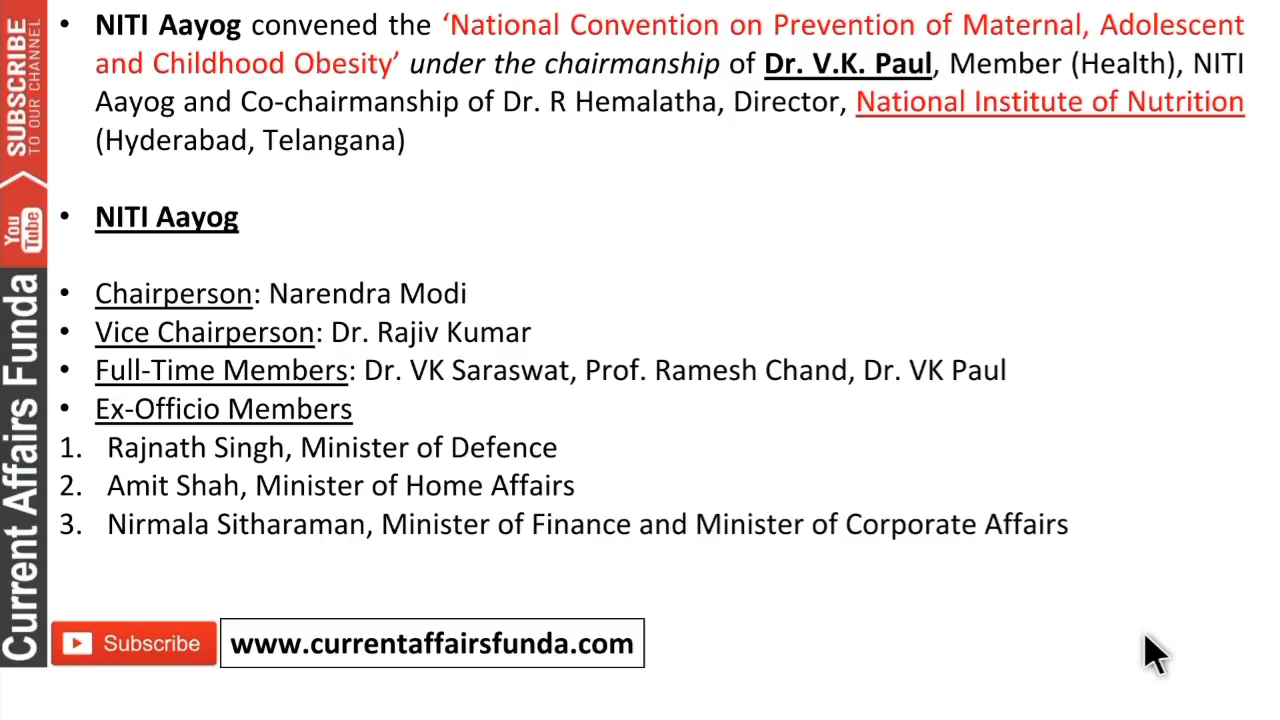 • NITI Aayog convened the ‘National Convention on Prevention of Maternal, Adolescent
and Childhood Obesity’ under the chairmanship of Dr. V.K. Paul, Member (Health), NITI
Aayog and Co-chairmanship of Dr. R Hemalatha, Director, National Institute of Nutrition
(Hyderabad, Telangana)
• NITI Aayog
• Chairperson: Narendra Modi
• Vice Chairperson: Dr. Rajiv Kumar
• Full-Time Members: Dr. VK Saraswat, Prof. Ramesh Chand, Dr. VK Paul
• Ex-Officio Members
1. Rajnath Singh, Minister of Defence
2. Amit Shah, Minister of Home Affairs
3. Nirmala Sitharaman, Minister of Finance and Minister of Corporate Affairs
Subscribe
www.currentaffairsfunda.com
SUBSCRIBE
TO OUR CHANNEL
You
Tube
Current Affairs Funda